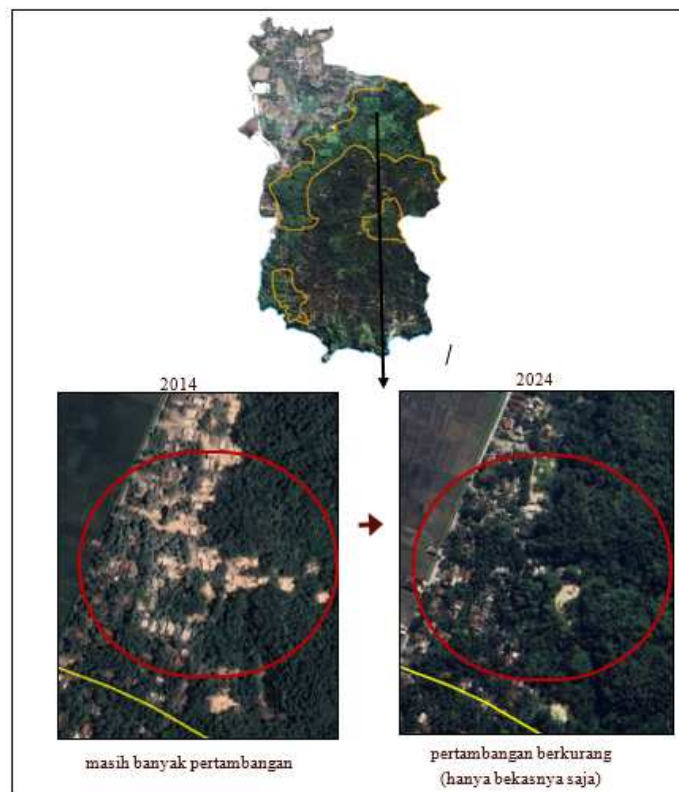 2014
2024
masih banyak pertambangan
pertambangan berkurang
(hanya bekasnya saja)